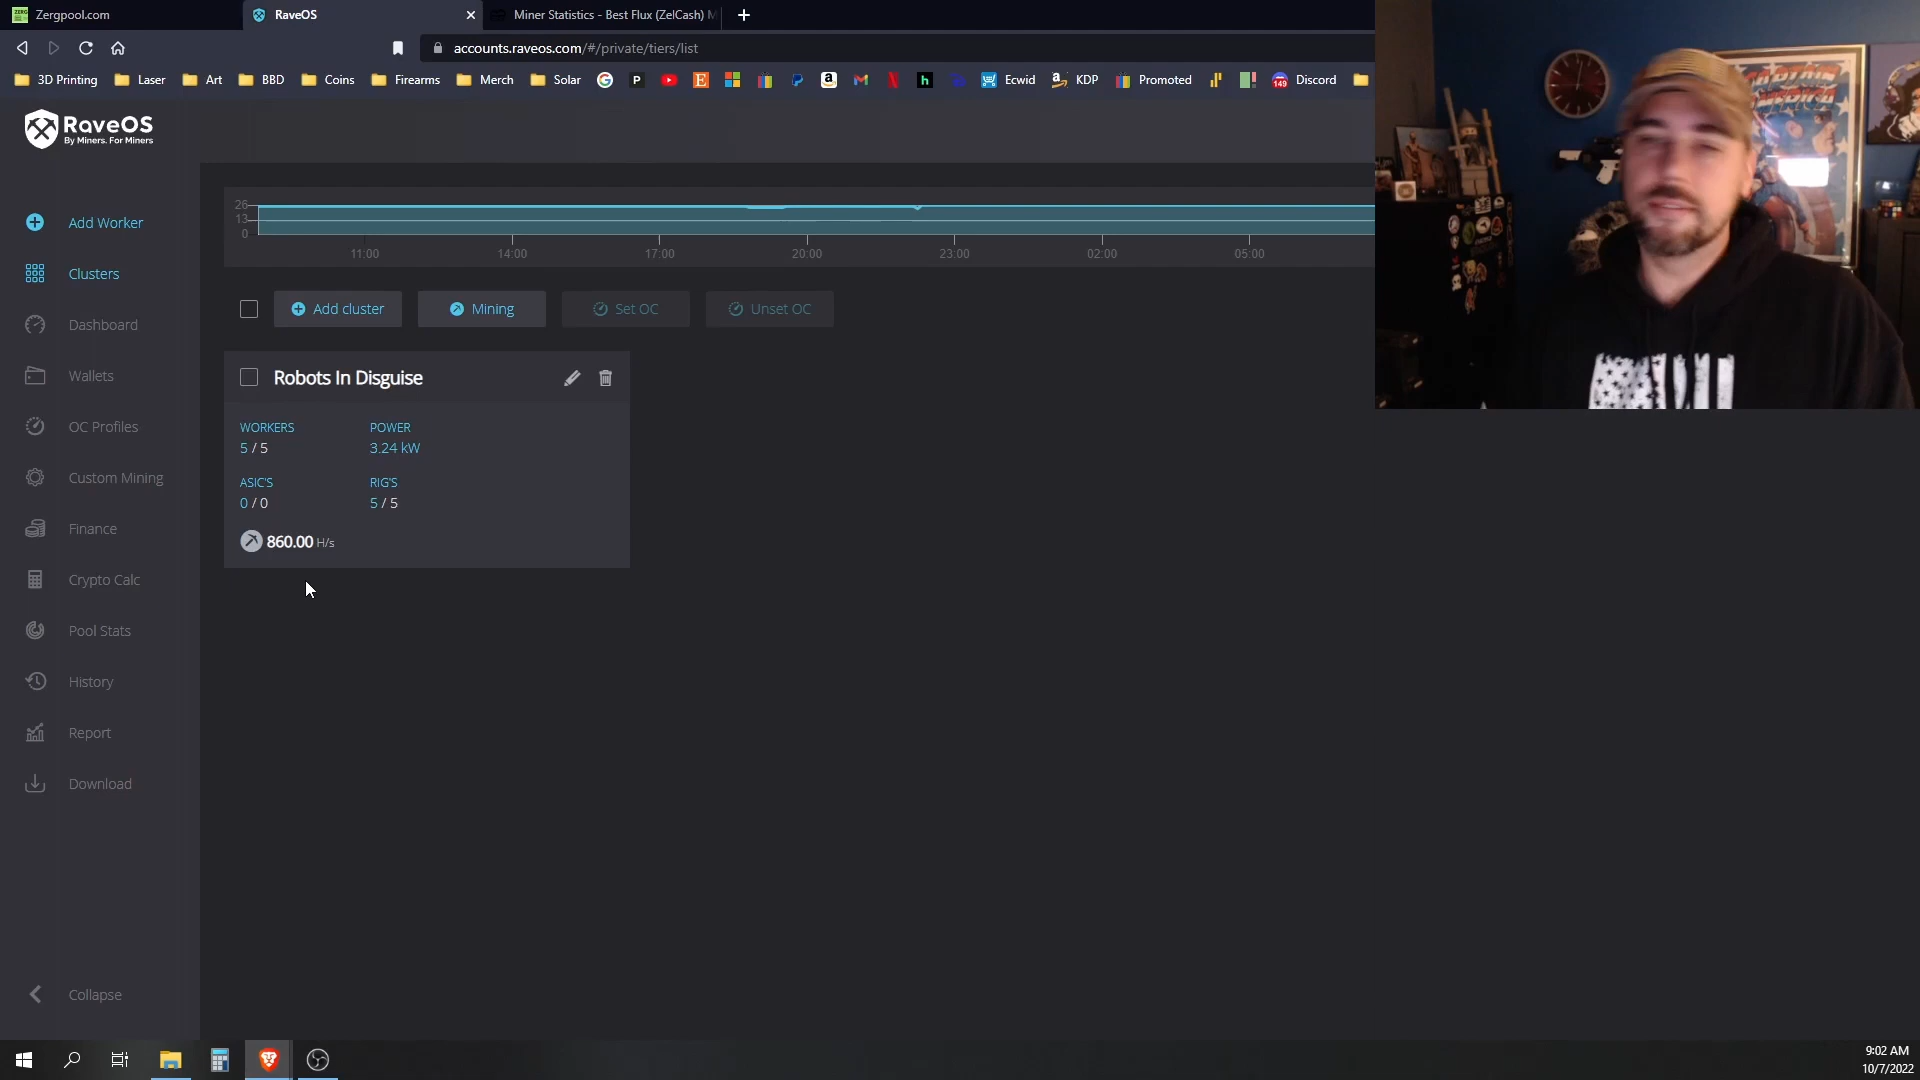 Zergpool.com
RaveOS
Miner Statistics - Best Flux (ZelCash) M
accounts.raveos.com/#/private/tiers/list
3D Printing
Laser
Art
BBD
Coins
Firearms
Merch
Solar
Ecwid
KDP
Promoted
149
Discord
RaveOS
By Miners. For Miners
26
13
0
11:00
14:00
17:00
20:00
23:00
02:00
05:00
Add Worker
Clusters
Dashboard
Wallets
OC Profiles
Custom Mining
Finance
Crypto Calc
Pool Stats
History
Report
Download
Collapse
Add cluster
Mining
Set OC
Unset OC
Robots In Disguise
WORKERS
POWER
5 / 5
3.24 kW
ASIC'S
RIG'S
0 / 0
5 / 5
860.00 H/s
9:02 AM
10/7/2022